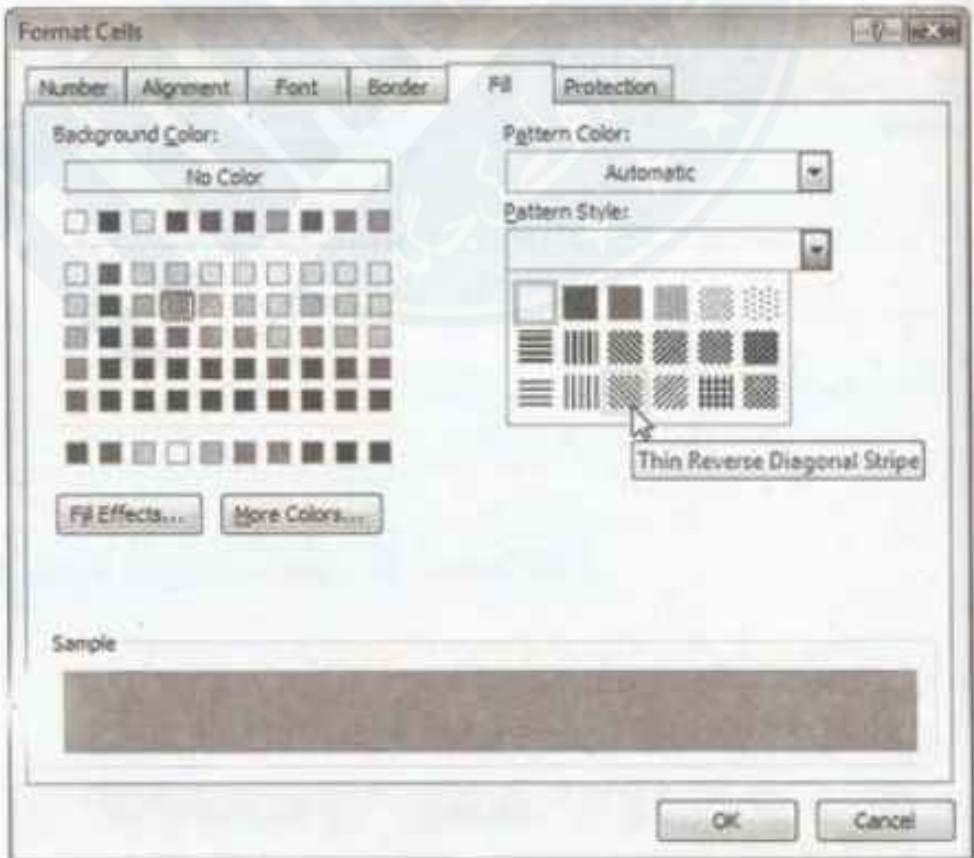 Format Cells
Number Alignment Font Border Fill Protection
Background Color:
No Color
Fill Effects...
More Colors...
Pattern Color:
Automatic
Pattern Style:
Thin Reverse Diagonal Stripe
Sample
OK
Cancel